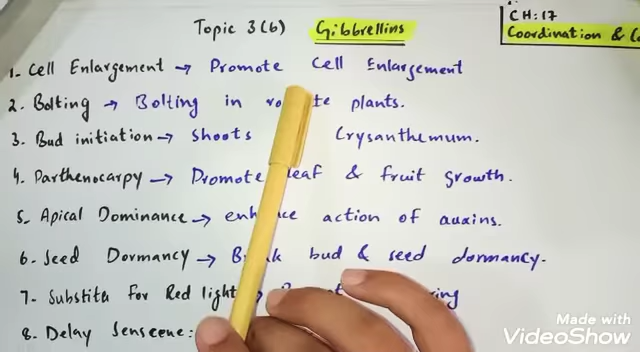 Topic 3(b) Gibbrellins
CH:17
Coordination &
1- Cell Enlargement → Promote Cell Enlargement
2. Bolting → Bolting in plants.
3. Bud initiation → shoots Crysanthemum.
4. Parthenocarpy → Promote leaf & fruit growth.
5- Apical Dominance → action of auxins.
6- Seed Dormancy → bud & seed dormancy.
7- Substitu for Red light →
8- Delay Senscene:
Made with
VideoShow